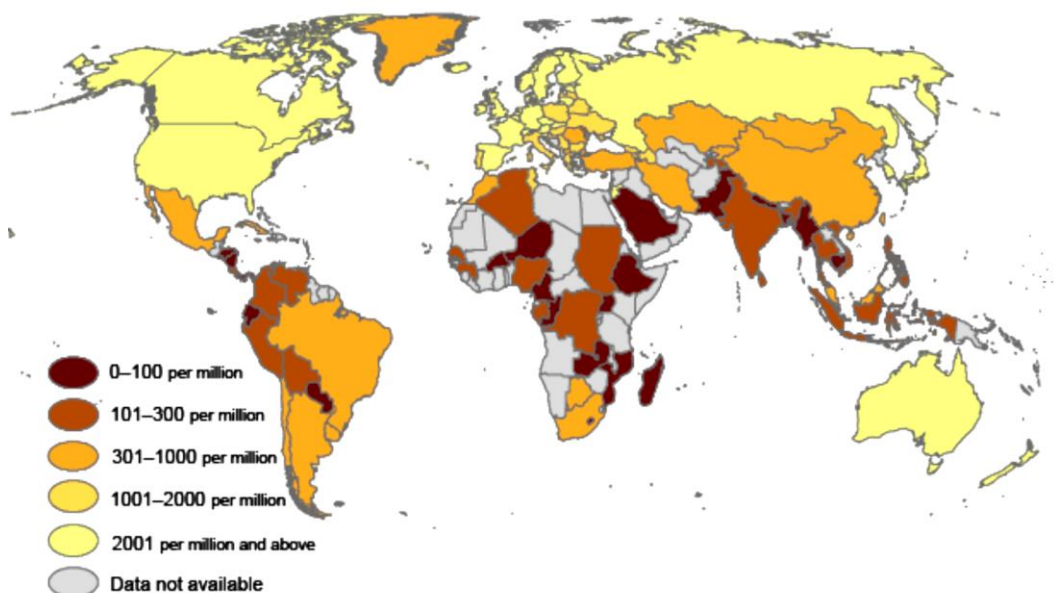 0–100 per million
101–300 per million
301–1000 per million
1001–2000 per million
2001 per million and above
Data not available